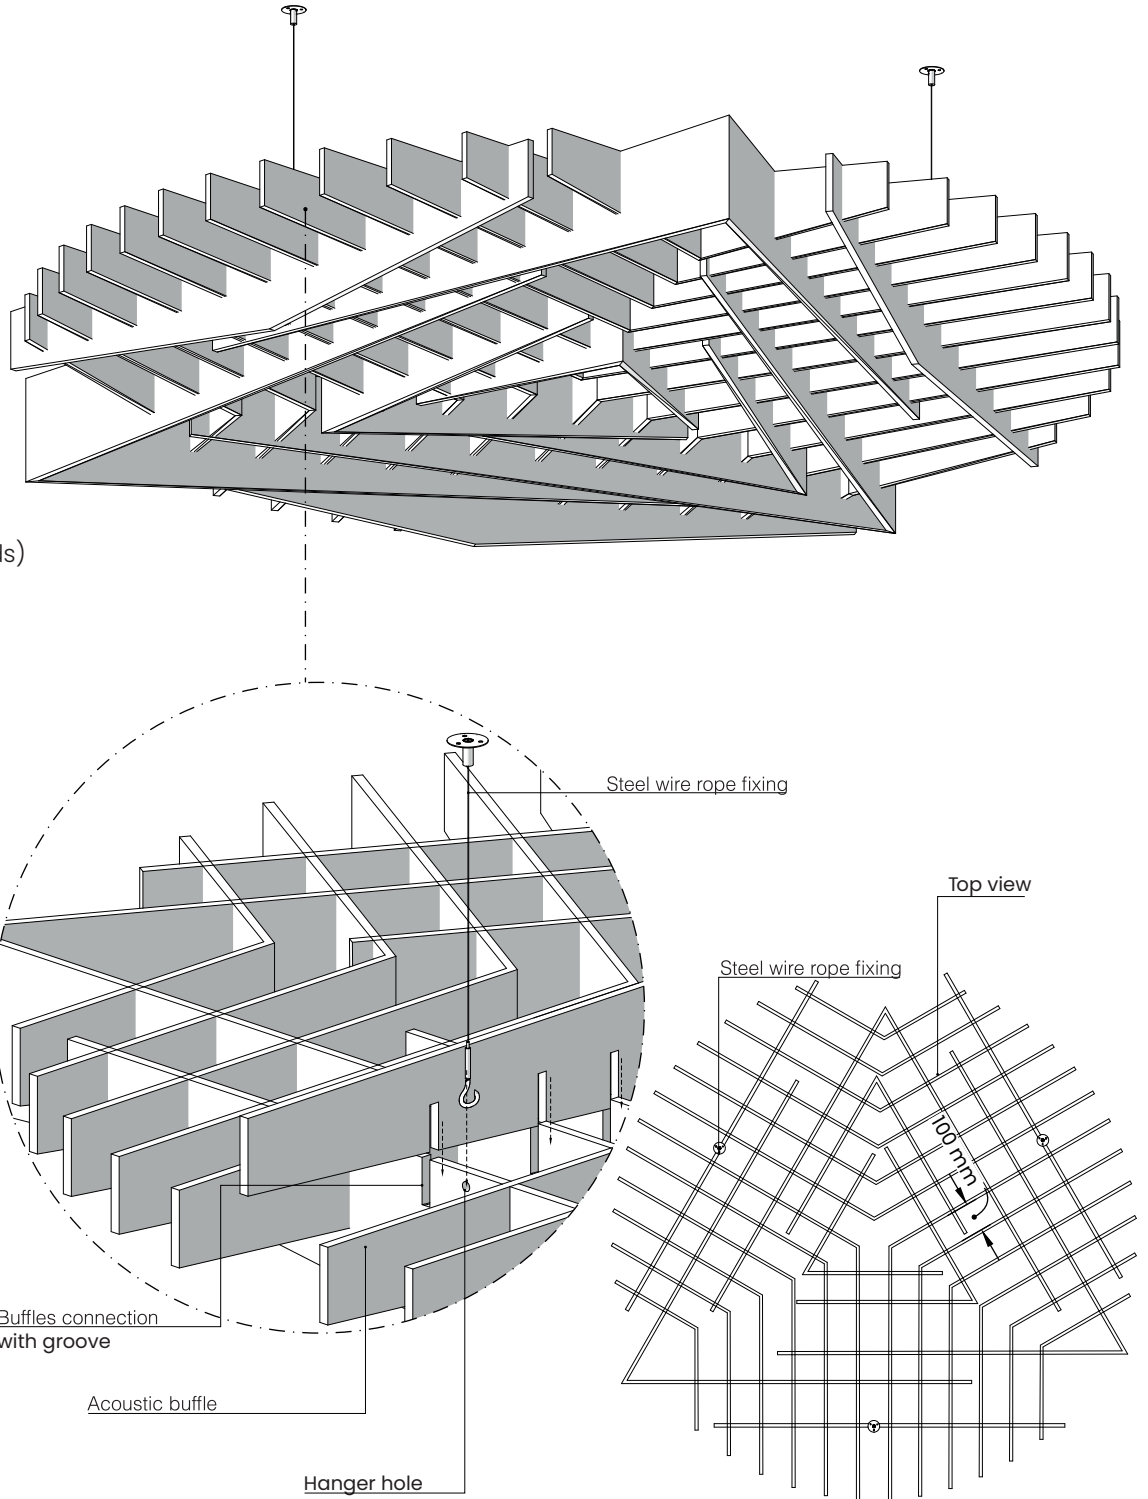 ls)
Steel wire rope fixing
Top view
Steel wire rope fixing
100 mm
Buffles connection
with groove
Acoustic buffle
Hanger hole